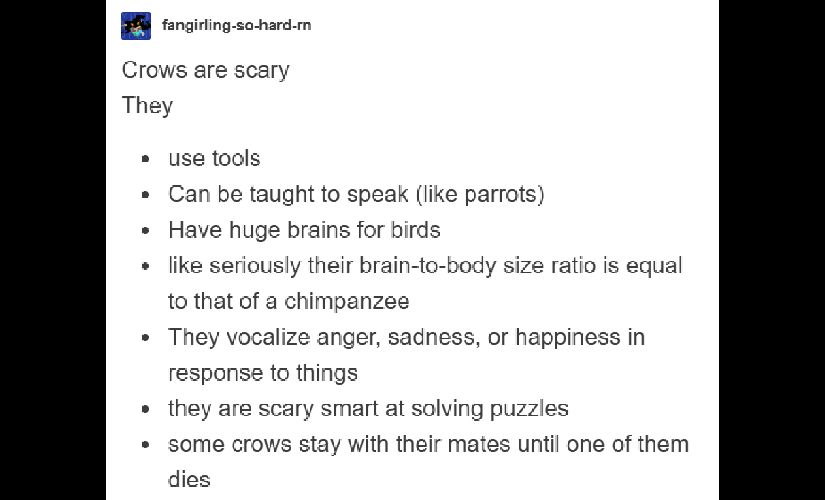 fangirling-so-hard-rn
Crows are scary
They
• use tools
• Can be taught to speak (like parrots)
• Have huge brains for birds
• like seriously their brain-to-body size ratio is equal
to that of a chimpanzee
• They vocalize anger, sadness, or happiness in
response to things
• they are scary smart at solving puzzles
• some crows stay with their mates until one of them
dies